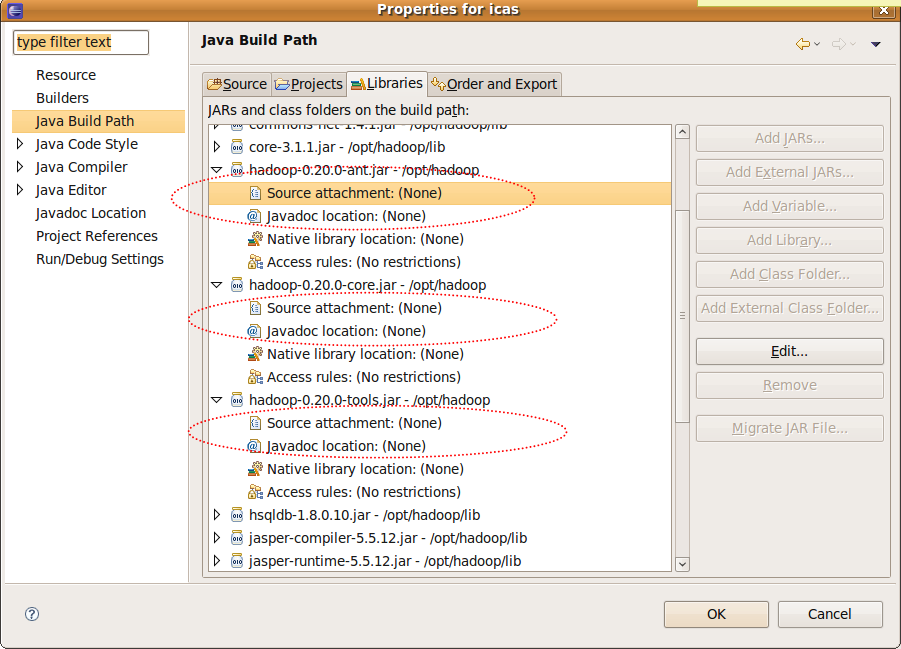 Properties for icas
type filter text
Resource
Builders
Java Build Path
Java Code Style
Java Compiler
Java Editor
Javadoc Location
Project References
Run/Debug Settings
Java Build Path
Source Projects Libraries Order and Export
JARs and class folders on the build path:
commons-net-1.4.1.jar - /opt/hadoop/lib
core-3.1.1.jar - /opt/hadoop/lib
hadoop-0.20.0-ant.jar - /opt/hadoop
Source attachment: (None)
Javadoc location: (None)
Native library location: (None)
Access rules: (No restrictions)
hadoop-0.20.0-core.jar - /opt/hadoop
Source attachment: (None)
Javadoc location: (None)
Native library location: (None)
Access rules: (No restrictions)
hadoop-0.20.0-tools.jar - /opt/hadoop
Source attachment: (None)
Javadoc location: (None)
Native library location: (None)
Access rules: (No restrictions)
hsqldb-1.8.0.10.jar - /opt/hadoop/lib
jasper-compiler-5.5.12.jar - /opt/hadoop/lib
jasper-runtime-5.5.12.jar - /opt/hadoop/lib
Add JARs...
Add External JARs...
Add Variable...
Add Library...
Add Class Folder...
Add External Class Folder...
Edit...
Remove
Migrate JAR File...
OK Cancel